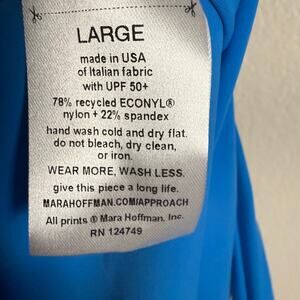 LARGE
made in USA
of Italian fabric
with UPF 50+
78% recycled ECONYL®
nylon + 22% spandex
hand wash cold and dry flat.
do not bleach, dry clean,
or iron.
WEAR MORE, WASH LESS.
give this piece a long life.
MARAHOFFMAN.COM/APPROACH
All prints ® Mara Hoffman, Inc.
RN 124749